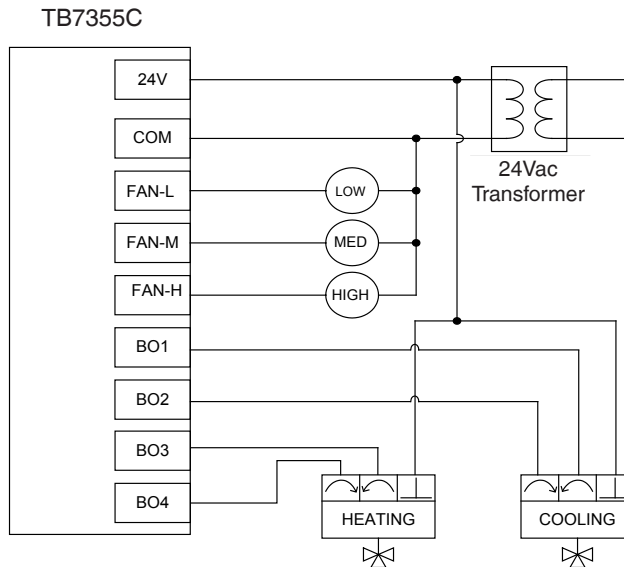 TB7355C
24V
COM
FAN-L
LOW
FAN-M
MED
FAN-H
HIGH
24Vac
Transformer
BO1
BO2
BO3
BO4
HEATING
COOLING